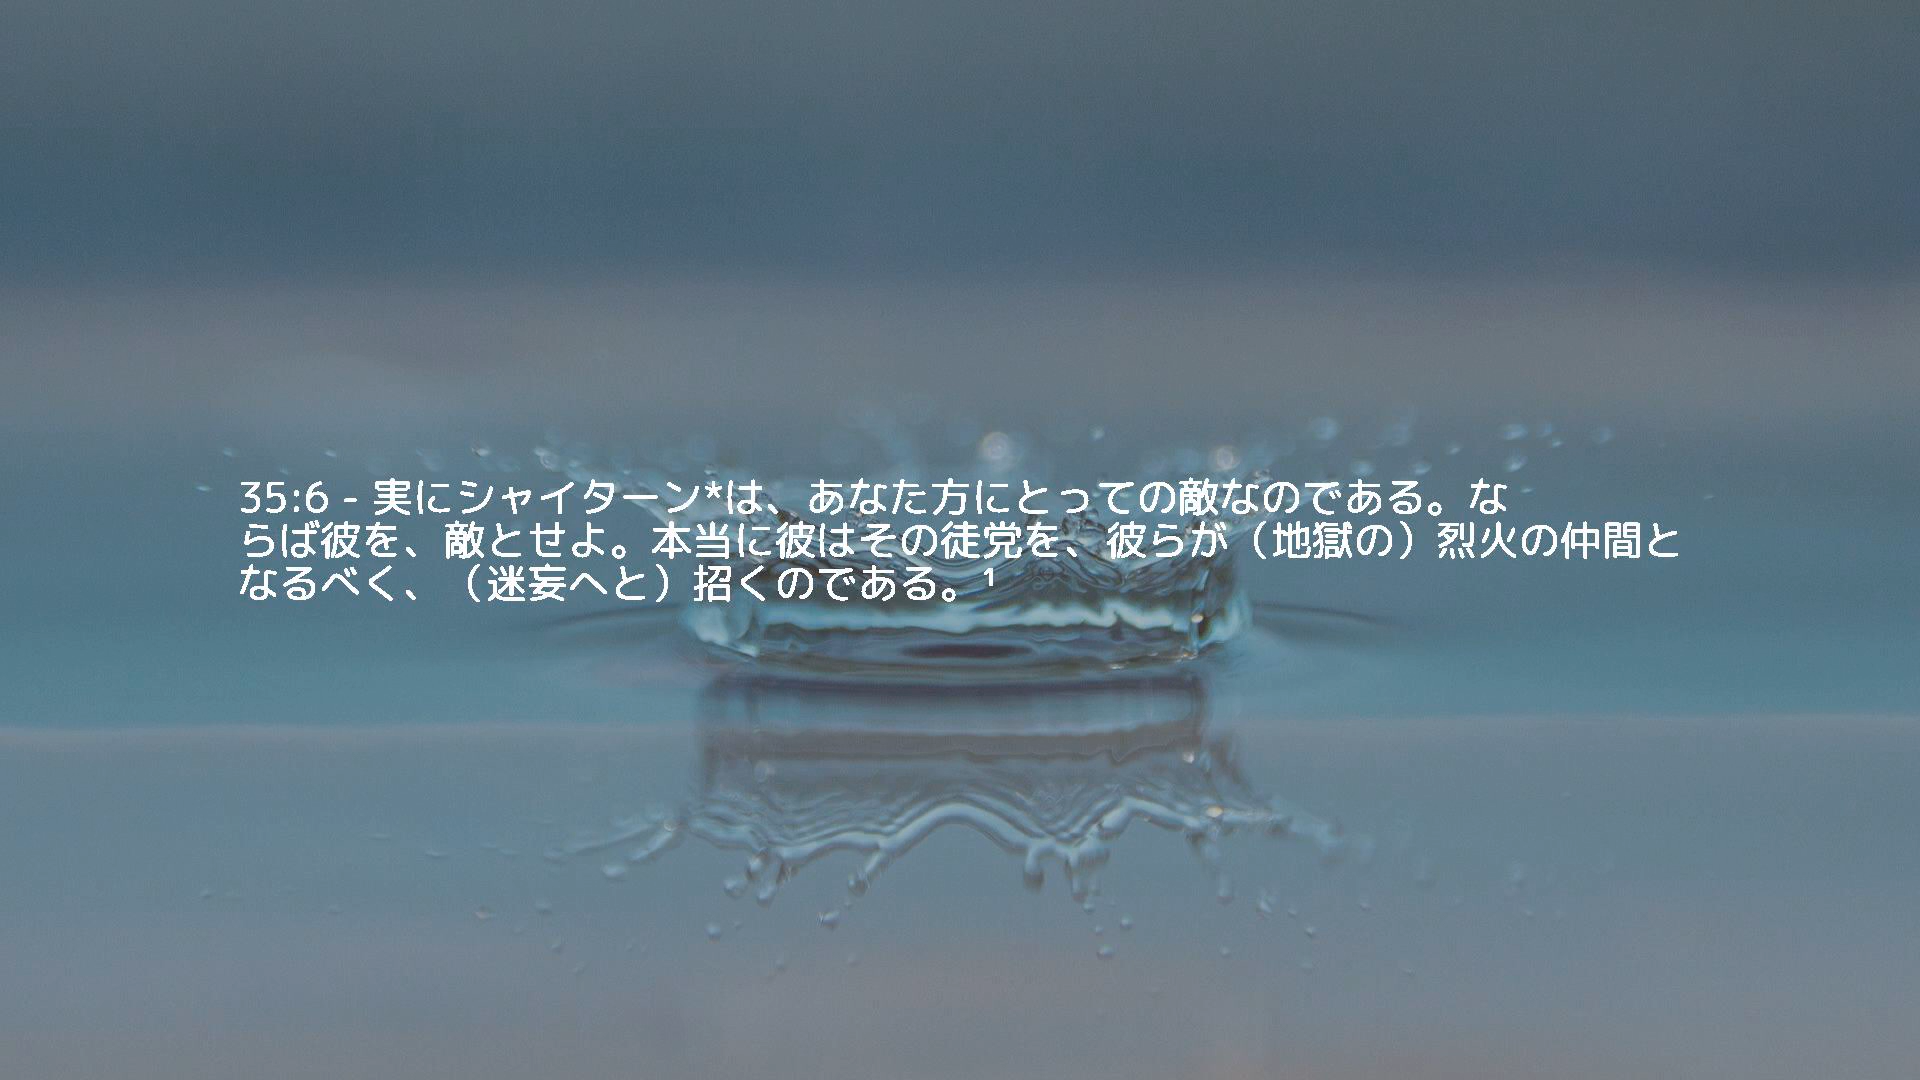 35:6 - 実にシャイターン*は、あなた方にとっての敵なのである。な
らば彼を、敵とせよ。本当に彼はその徒党を、彼らが（地獄の）烈火の仲間と
なるべく、（迷妄へと）招くのである。¹